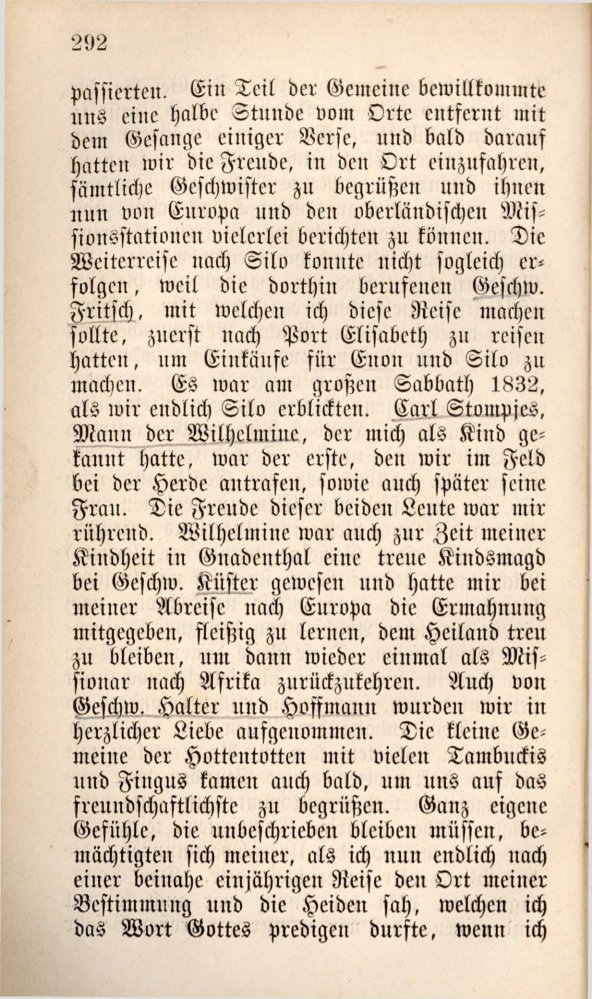 292
passierten. Ein Teil der Gemeine bewillkommte
uns eine halbe Stunde vom Orte entfernt mit
dem Gesange einiger Verse, und bald darauf
hatten wir die Freude, in den Ort einzufahren,
sämtliche Geschwister zu begrüßen und ihnen
nun von Europa und den oberländischen Mis-
sionsstationen vielerlei berichten zu können. Die
Weiterreise nach Silo konnte nicht sogleich er-
folgen, weil die dorthin berufenen Geschw.
Fritsch, mit welchen ich diese Reise machen
sollte, zuerst nach Port Elisabeth zu reisen
hatten, um Einkäufe für Enon und Silo zu
machen. Es war am großen Sabbath 1832,
als wir endlich Silo erblickten. Carl Stompjes,
Mann der Wilhelmine, der mich als Kind ge-
kannt hatte, war der erste, den wir im Feld
bei der Herde antrafen, sowie auch später seine
Frau. Die Freude dieser beiden Leute war mir
rührend. Wilhelmine war auch zur Zeit meiner
Kindheit in Gnadenthal eine treue Kindsmagd
bei Geschw. Küster gewesen und hatte mir bei
meiner Abreise nach Europa die Ermahnung
mitgegeben, fleißig zu lernen, dem Heiland treu
zu bleiben, um dann wieder einmal als Mis-
sionar nach Afrika zurückzukehren. Auch von
Geschw. Halter und Hoffmann wurden wir in
herzlicher Liebe aufgenommen. Die kleine Ge-
meine der Hottentotten mit vielen Tambuckis
und Fingus kamen auch bald, um uns auf das
freundschaftlichste zu begrüßen. Ganz eigene
Gefühle, die unbeschrieben bleiben müssen, be-
mächtigten sich meiner, als ich nun endlich nach
einer beinahe einjährigen Reise den Ort meiner
Bestimmung und die Heiden sah, welchen ich
das Wort Gottes predigen durfte, wenn ich